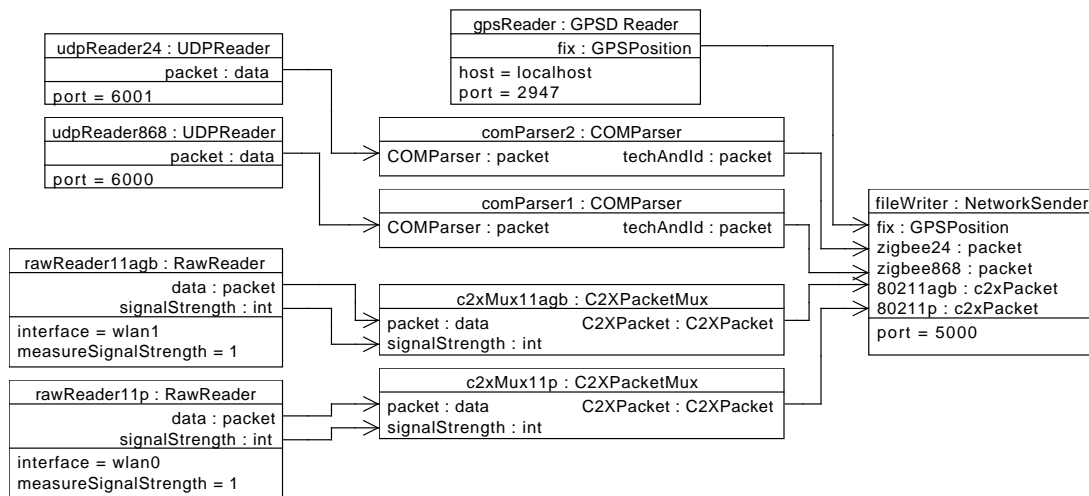 udpReader24 : UDPReader
packet : data
port = 6001
gpsReader : GPSD Reader
fix : GPSPosition
host = localhost
port = 2947
udpReader868 : UDPReader
packet : data
port = 6000
comParser2 : COMParser
COMParser : packet techAndId : packet
comParser1 : COMParser
COMParser : packet techAndId : packet
fileWriter : NetworkSender
fix : GPSPosition
zigbee24 : packet
zigbee868 : packet
80211agb : c2xPacket
80211p : c2xPacket
port = 5000
rawReader11agb : RawReader
data : packet
signalStrength : int
interface = wlan1
measureSignalStrength = 1
c2xMux11agb : C2XPacketMux
packet : data C2XPacket : C2XPacket
signalStrength : int
rawReader11p : RawReader
data : packet
signalStrength : int
interface = wlan0
measureSignalStrength = 1
c2xMux11p : C2XPacketMux
packet : data C2XPacket : C2XPacket
signalStrength : int